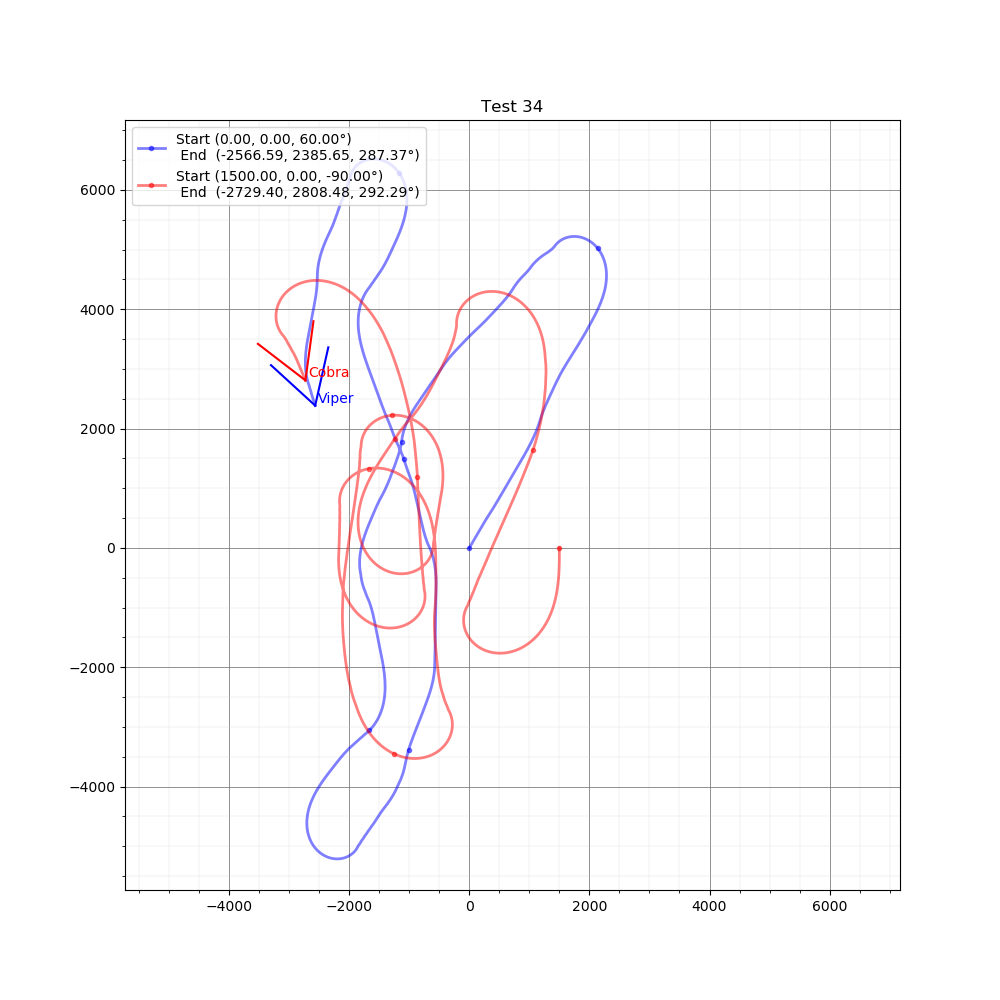 Test 34
Start (0.00, 0.00, 60.00°)
End (-2566.59, 2385.65, 287.37°)
Start (1500.00, 0.00, -90.00°)
End (-2729.40, 2808.48, 292.29°)
6000
4000
2000
0
−2000
−4000
Cobra
Viper
−4000 −2000 0 2000 4000 6000